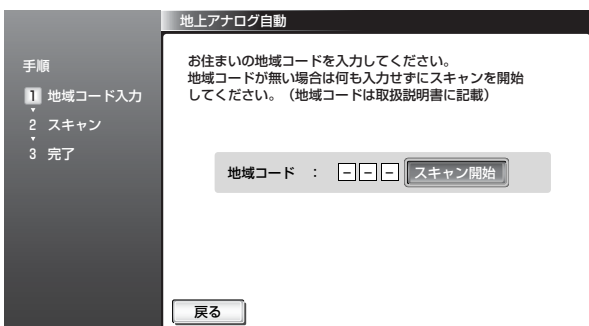 地上アナログ自動
手順
1 地域コード入力
2 スキャン
3 完了
お住まいの地域コードを入力してください。
地域コードが無い場合は何も入力せずにスキャンを開始
してください。（地域コードは取扱説明書に記載）
地域コード ： － － － スキャン開始
戻る